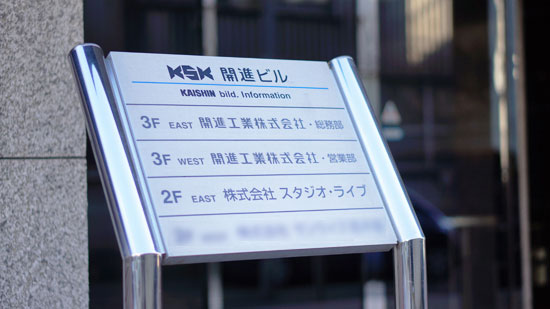 KSK 開進ビル
KAISHIN bild. Information
3F EAST 開進工業株式会社・総務部
3F WEST 開進工業株式会社・営業部
2F EAST 株式会社 スタジオ・ライブ